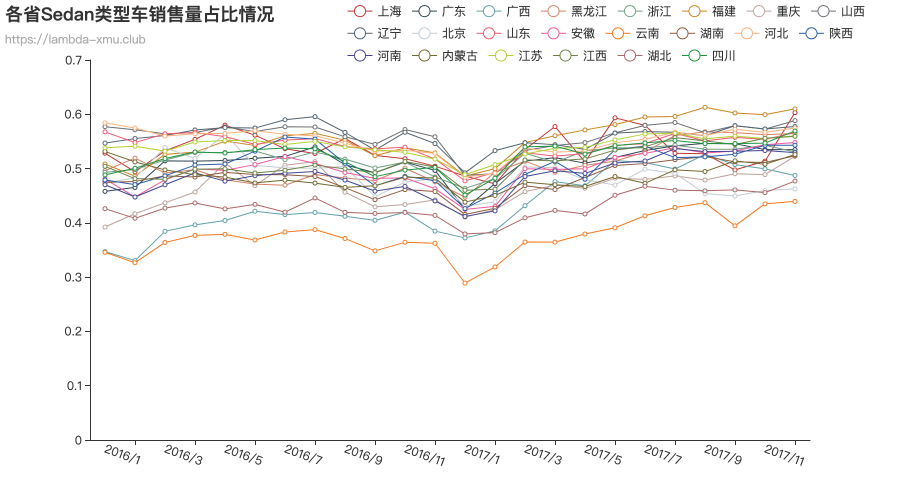 各省Sedan类型车销售量占比情况
https://lambda-xmu.club
上海 广东 广西 黑龙江 浙江 福建 重庆 山西
辽宁 北京 山东 安徽 云南 湖南 河北 陕西
河南 内蒙古 江苏 江西 湖北 四川
0.7
0.6
0.5
0.4
0.3
0.2
0.1
0
2016/1 2016/3 2016/5 2016/7 2016/9 2016/11 2017/1 2017/3 2017/5 2017/7 2017/9 2017/11